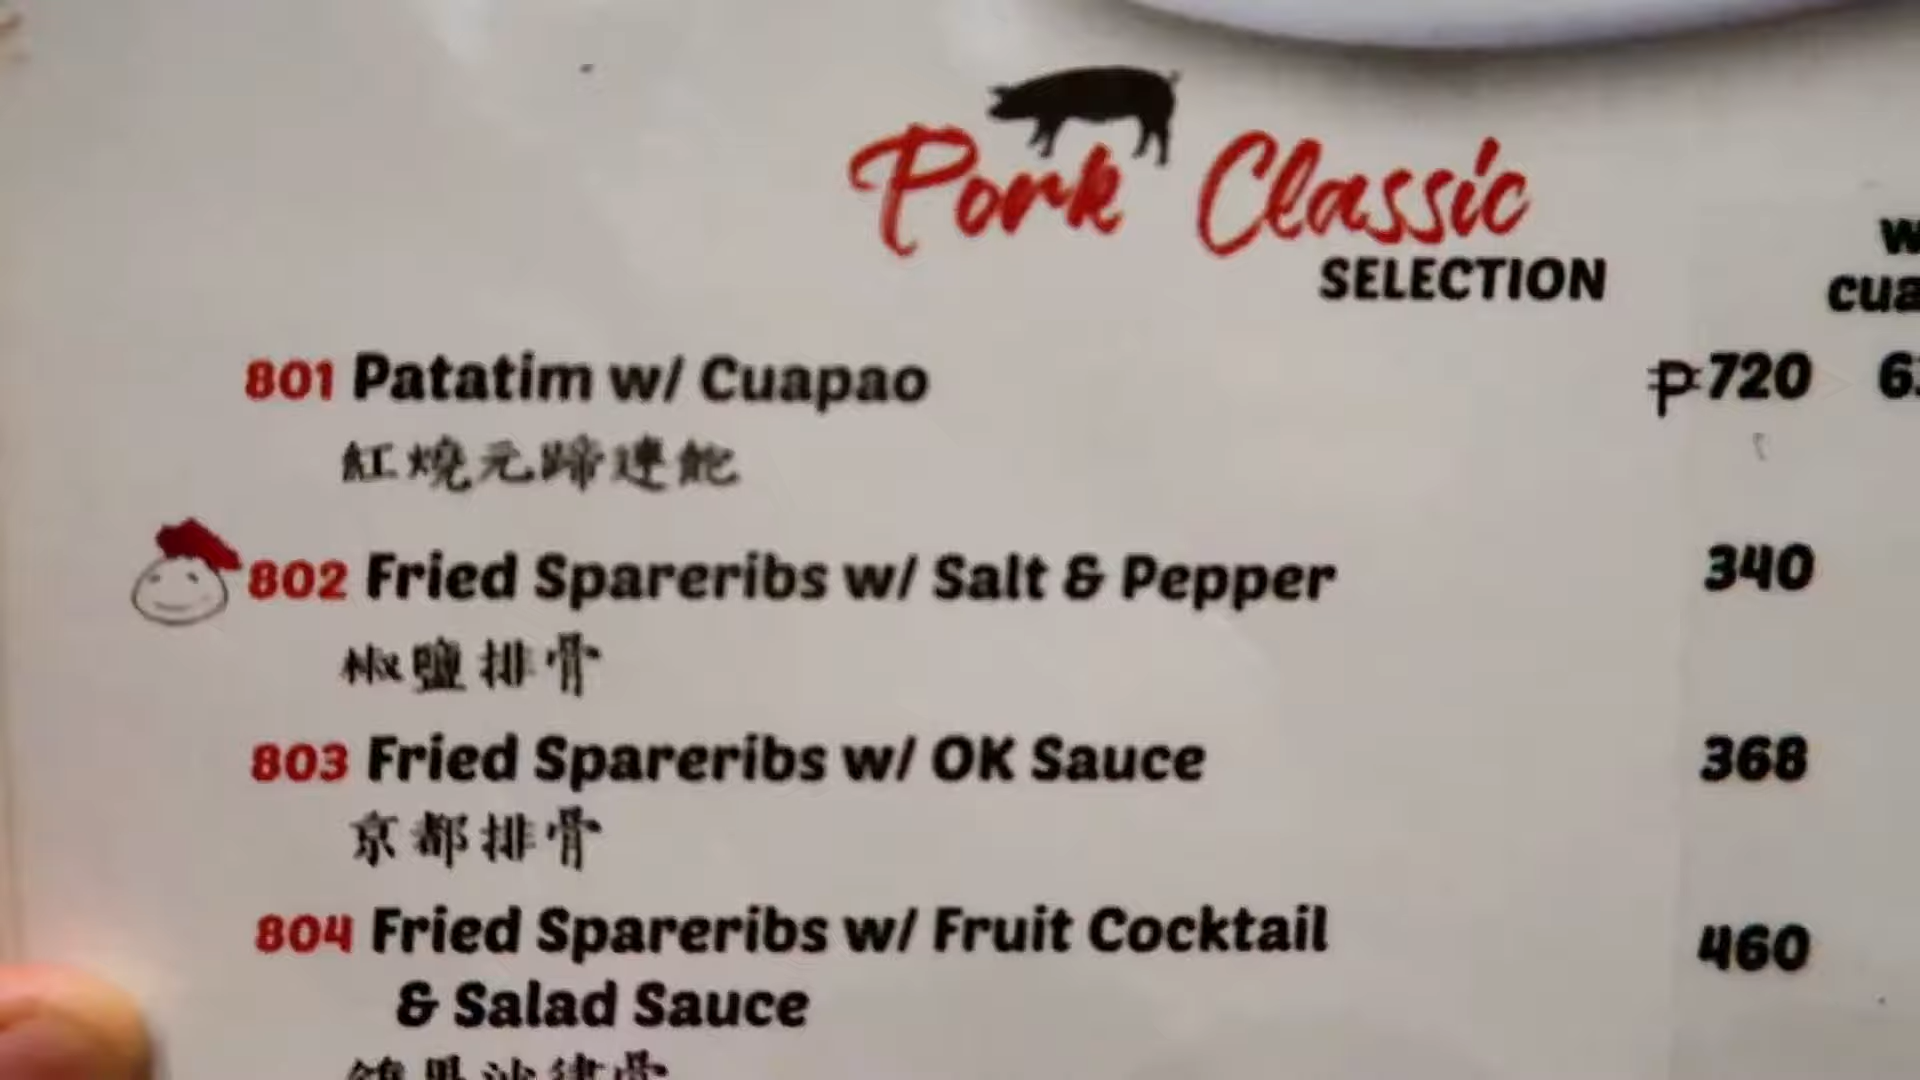 Pork Classic
SELECTION
801 Patatim w/ Cuapao ₱720
紅燒元蹄連飽
802 Fried Spareribs w/ Salt & Pepper 340
椒鹽排骨
803 Fried Spareribs w/ OK Sauce 368
京都排骨
804 Fried Spareribs w/ Fruit Cocktail 460
& Salad Sauce